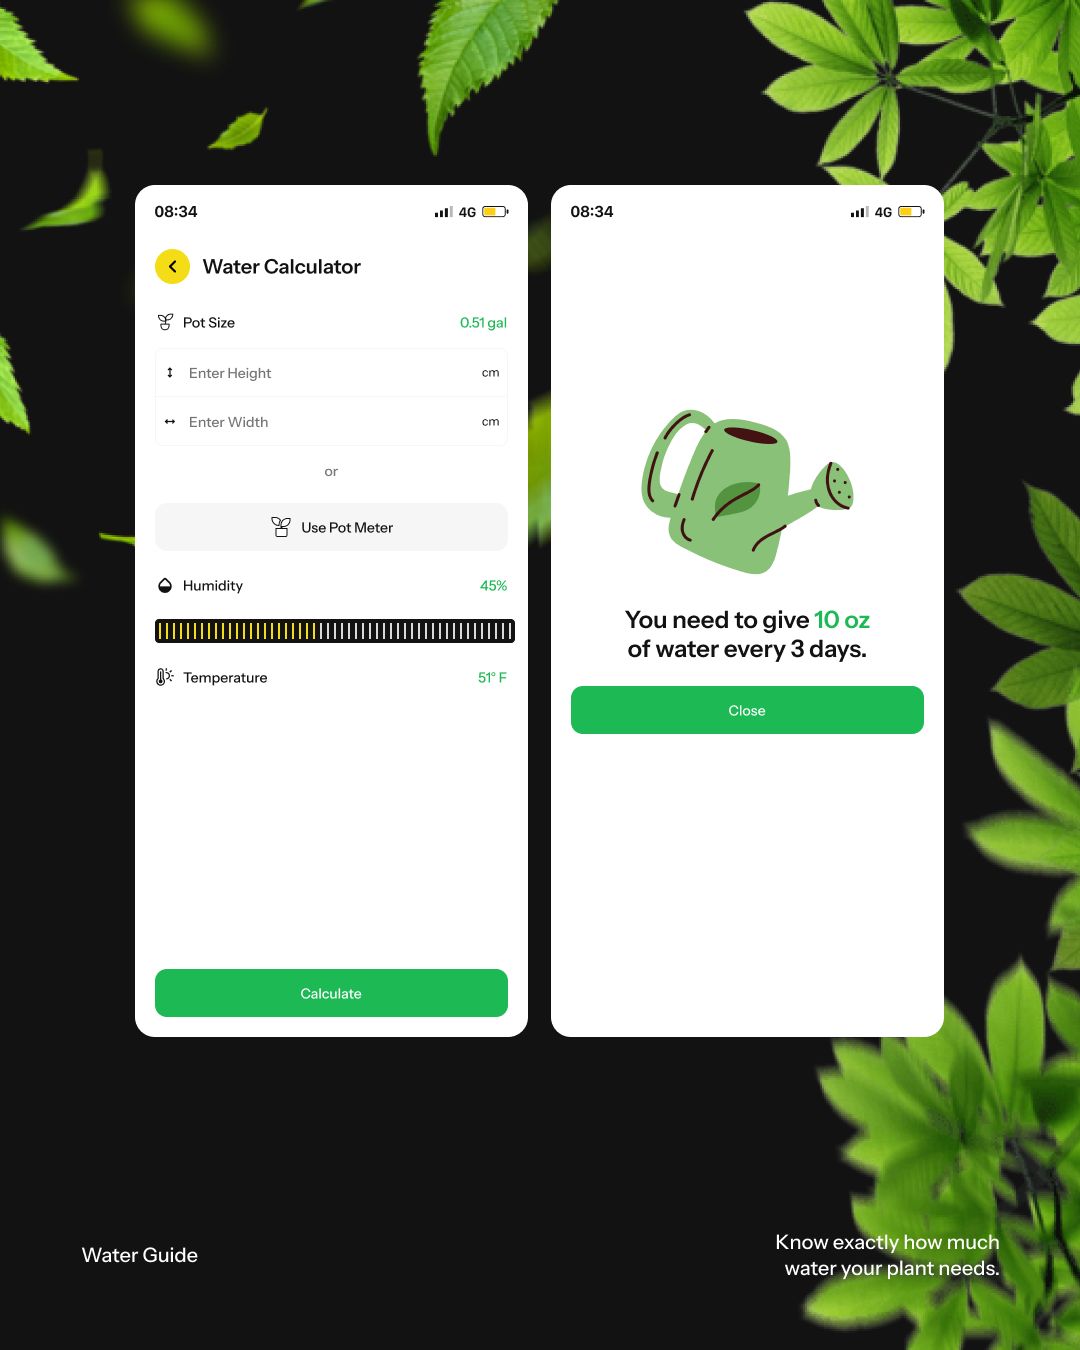 08:34
4G
Water Calculator
Pot Size
0.51 gal
Enter Height
cm
Enter Width
cm
or
Use Pot Meter
Humidity
45%
Temperature
51° F
Calculate
08:34
4G
You need to give 10 oz
of water every 3 days.
Close
Water Guide
Know exactly how much
water your plant needs.